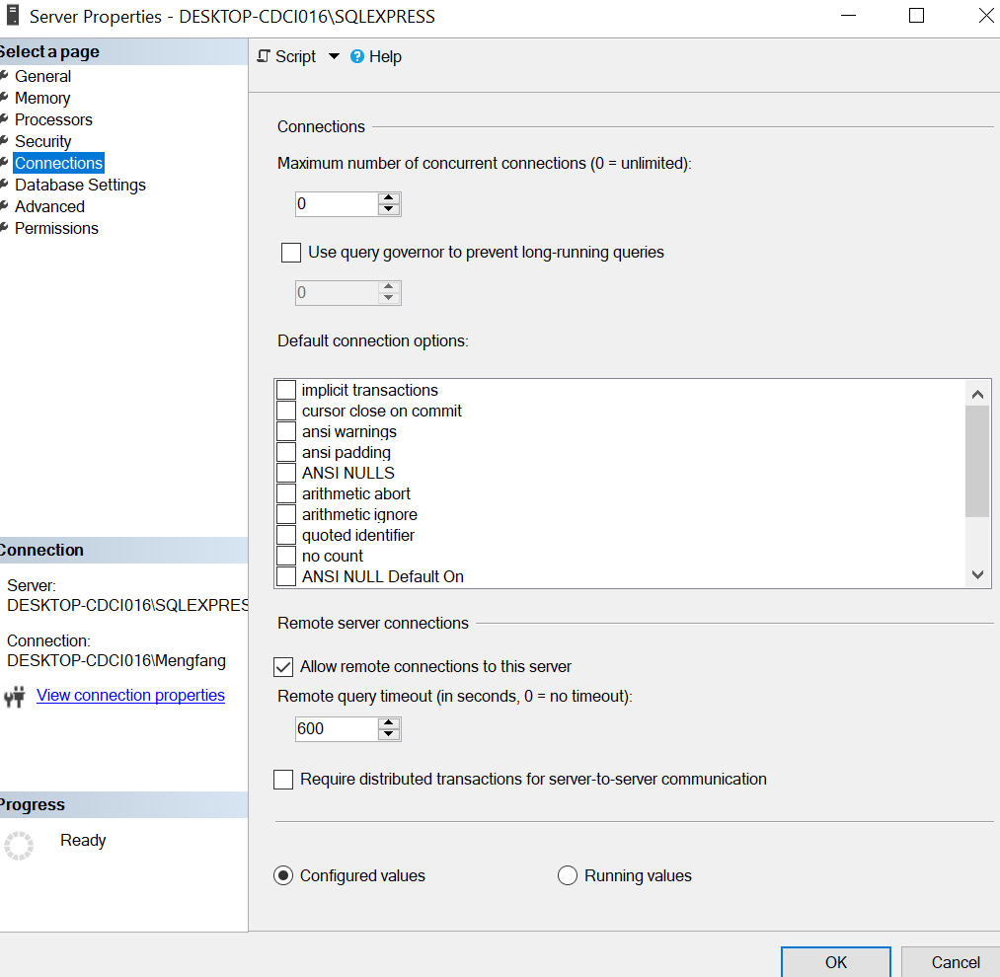 Server Properties - DESKTOP-CDCI016\SQLEXPRESS
Select a page
General
Memory
Processors
Security
Connections
Database Settings
Advanced
Permissions
Connection
Server:
DESKTOP-CDCI016\SQLEXPRES
Connection:
DESKTOP-CDCI016\Mengfang
View connection properties
Progress
Ready
Script Help
Connections
Maximum number of concurrent connections (0 = unlimited):
0
Use query governor to prevent long-running queries
0
Default connection options:
implicit transactions
cursor close on commit
ansi warnings
ansi padding
ANSI NULLS
arithmetic abort
arithmetic ignore
quoted identifier
no count
ANSI NULL Default On
Remote server connections
Allow remote connections to this server
Remote query timeout (in seconds, 0 = no timeout):
600
Require distributed transactions for server-to-server communication
Configured values Running values
OK Cancel